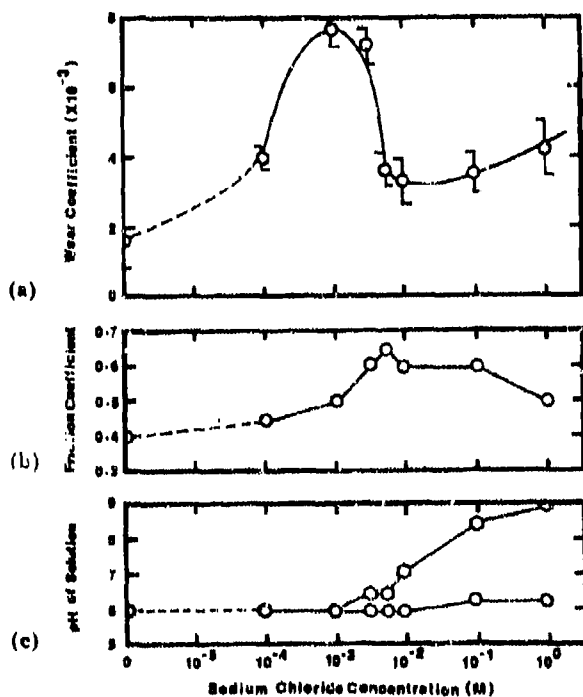 8
6
4
2
0
Wear Coefficient (X10⁻³)
(a)
0·7
0·6
0·5
0·4
0·3
Friction Coefficient
(b)
9
8
7
6
5
pH of Solution
(c)
0 10⁻⁵ 10⁻⁴ 10⁻³ 10⁻² 10⁻¹ 10⁰
Sodium Chloride Concentration (M)